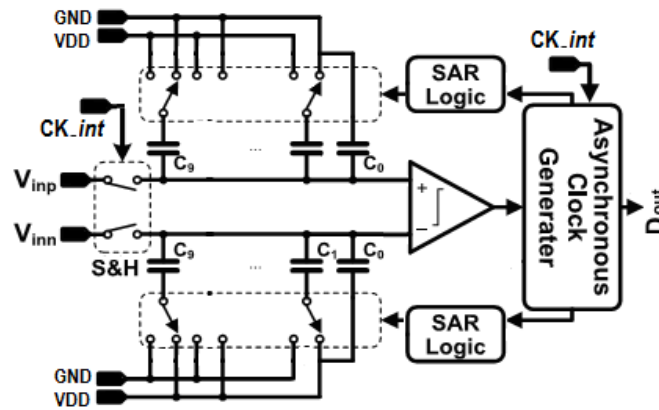 GND
VDD
CK_int
SAR
Logic
CK_int
C9
...
C0
Vinp
Vinn
S&H
Asynchronous
Clock
Generater
Dout
+
−
C9
...
C1
C0
SAR
Logic
GND
VDD